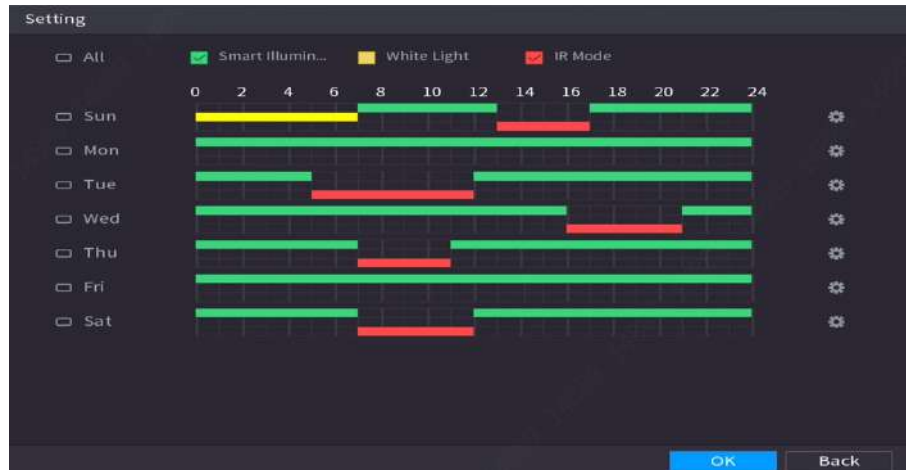 Setting
All Smart Illumin... White Light IR Mode
0 2 4 6 8 10 12 14 16 18 20 22 24
Sun
Mon
Tue
Wed
Thu
Fri
Sat
OK Back